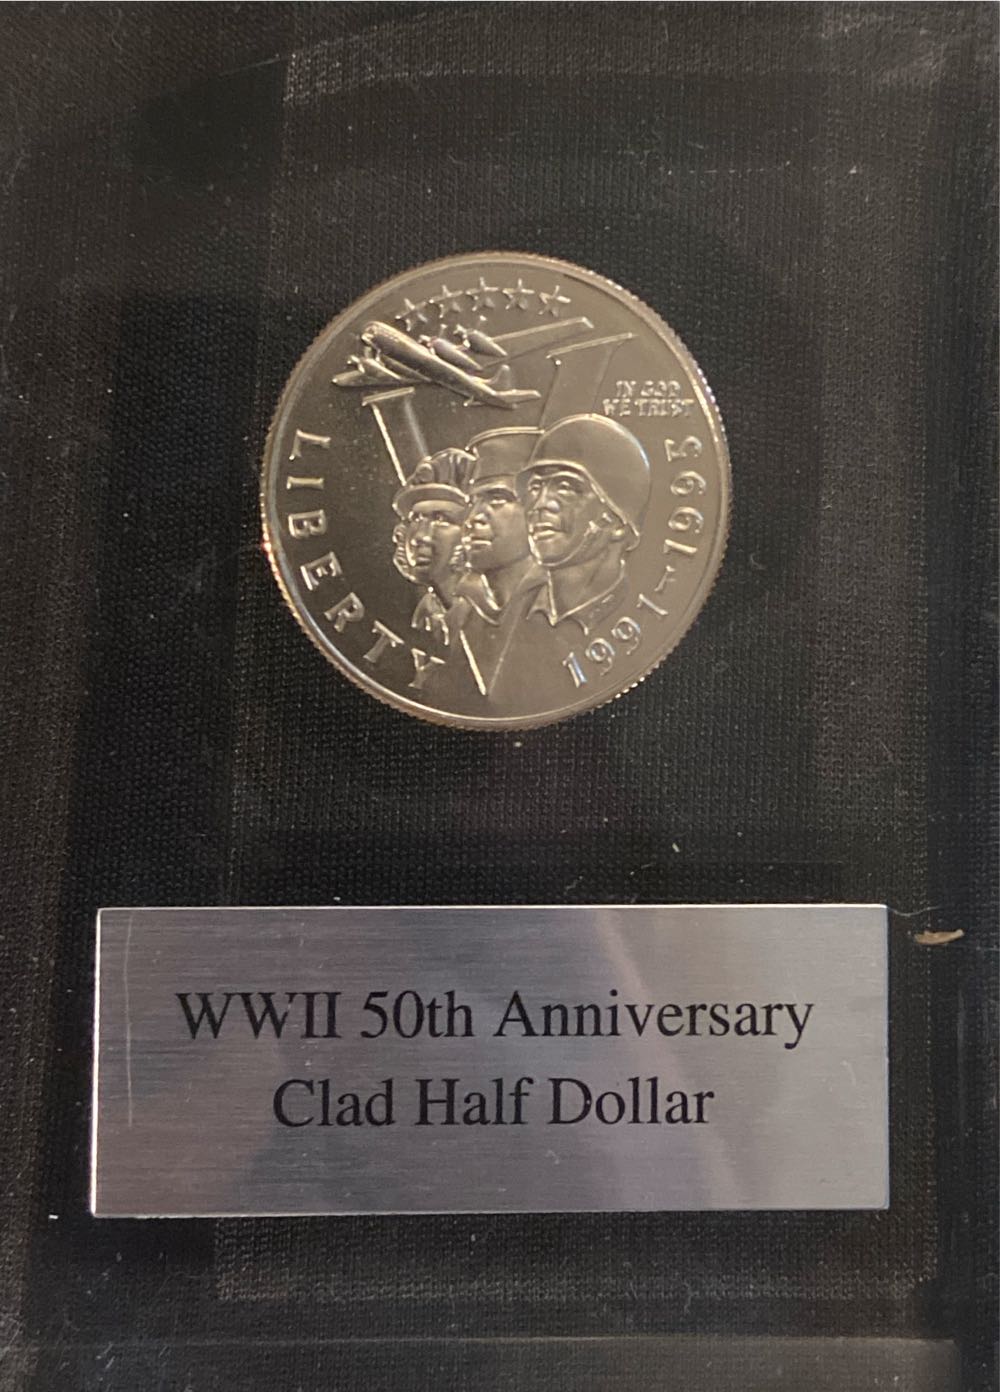 IN GOD
WE TRUST
LIBERTY
1991-1995
WWII 50th Anniversary
Clad Half Dollar